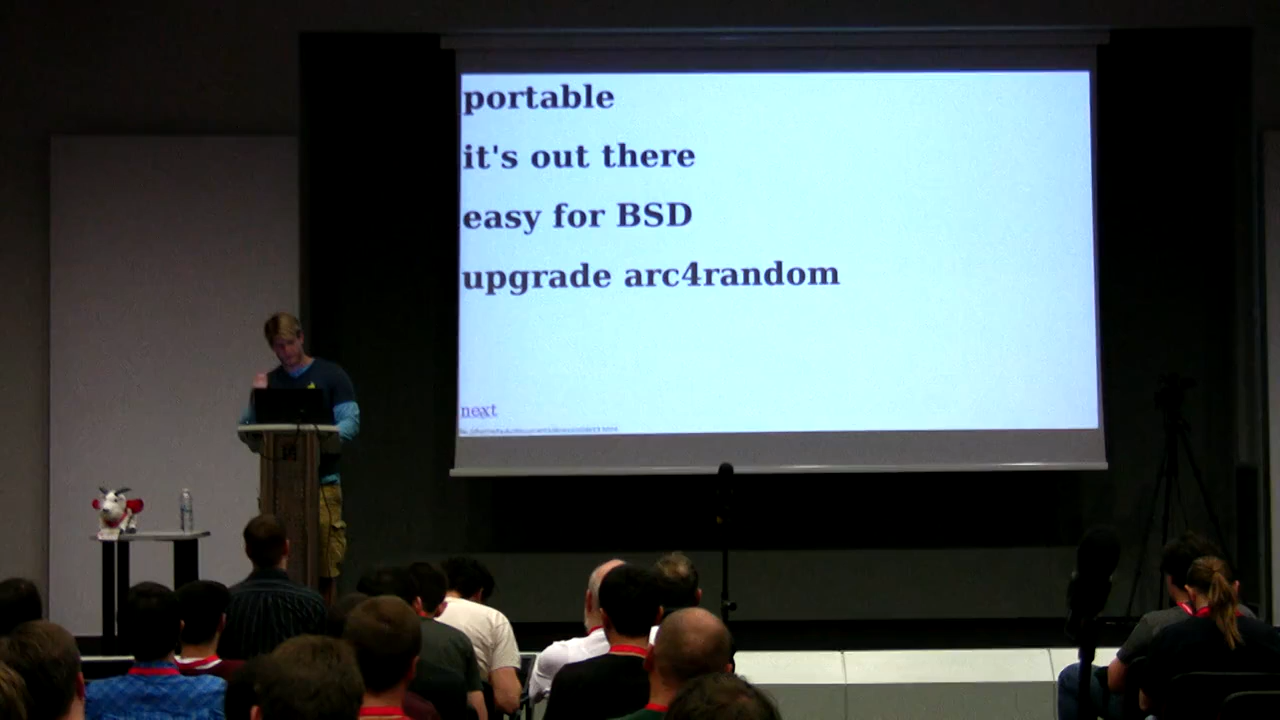 portable
it's out there
easy for BSD
upgrade arc4random
next